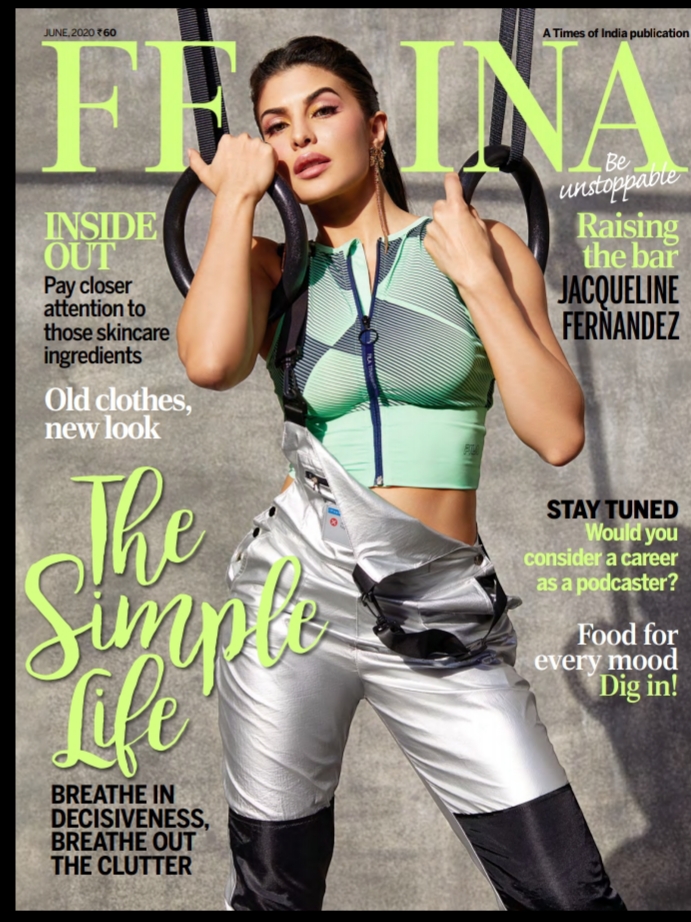 JUNE, 2020 ₹60
A Times of India publication
FE INA
Be
unstoppable
INSIDE
OUT
Pay closer
attention to
those skincare
ingredients
Old clothes,
new look
Raising
the bar
JACQUELINE
FERNANDEZ
The
Simple
Life
BREATHE IN
DECISIVENESS,
BREATHE OUT
THE CLUTTER
STAY TUNED
Would you
consider a career
as a podcaster?
Food for
every mood
Dig in!